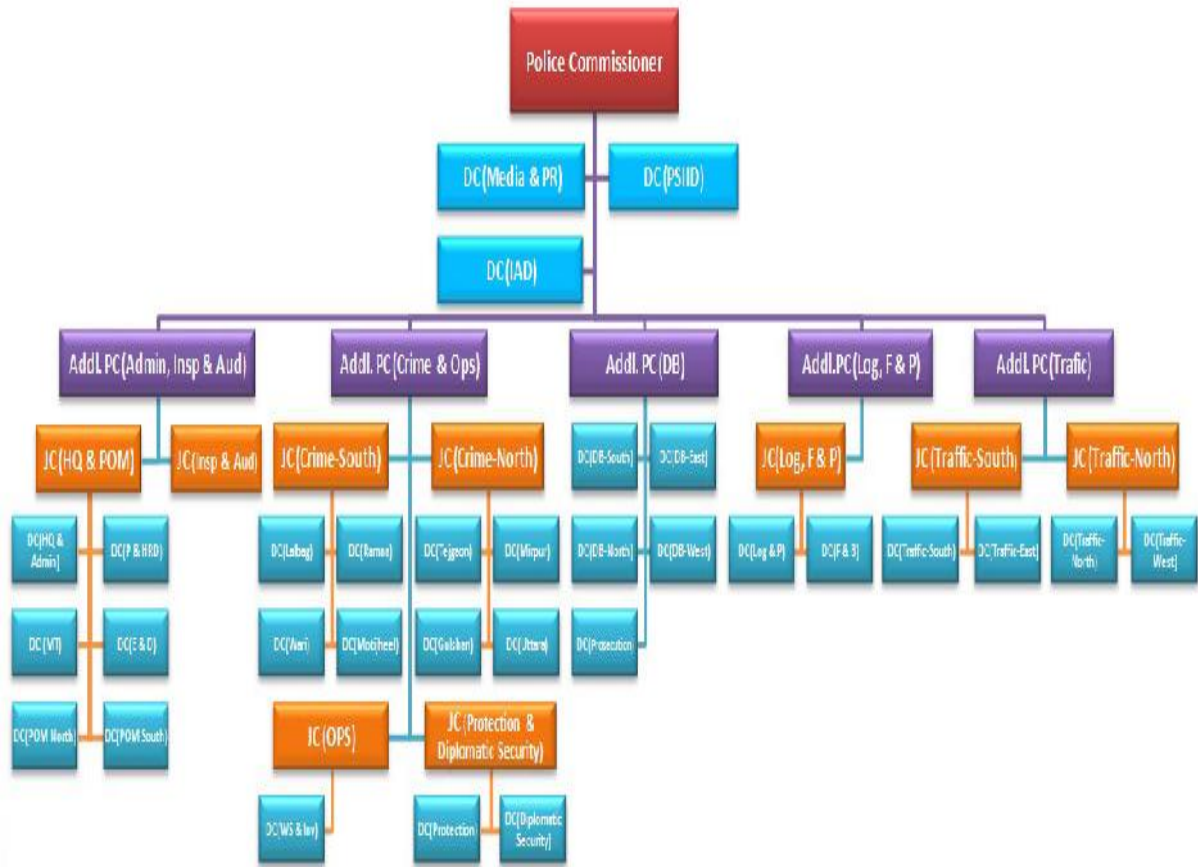 Police Commissioner
DC(Media & PR)
DC(PSIID)
DC(IAD)
Addl. PC(Admin, Insp & Aud)
Addl. PC(Crime & Ops)
Addl. PC(DB)
Addl.PC(Log, F & P)
Addl. PC(Trafic)
JC(HQ & POM)
JC(Insp & Aud)
JC(Crime-South)
JC(Crime-North)
DC(DB-South)
DC(DB-East)
JC(Log, F & P)
JC(Traffic-South)
JC(Traffic-North)
DC(HQ &
Admin)
DC(P & HRD)
DC(Lalbag)
DC(Ramna)
DC(Tejgaon)
DC(Mirpur)
DC(DB-North)
DC(DB-West)
DC(Log & P)
DC(F & B)
DC(Traffic-South)
DC(Traffic-East)
DC(Traffic-
North)
DC(Traffic-
West)
DC(MT)
DC(E & D)
DC(Wari)
DC(Motijheel)
DC(Gulshan)
DC(Uttara)
DC(Prosecution)
DC(POM North)
DC(POM South)
JC(OPS)
JC (Protection &
Diplomatic Security)
DC(WS & Inv)
DC(Protection)
DC(Diplomatic
Security)